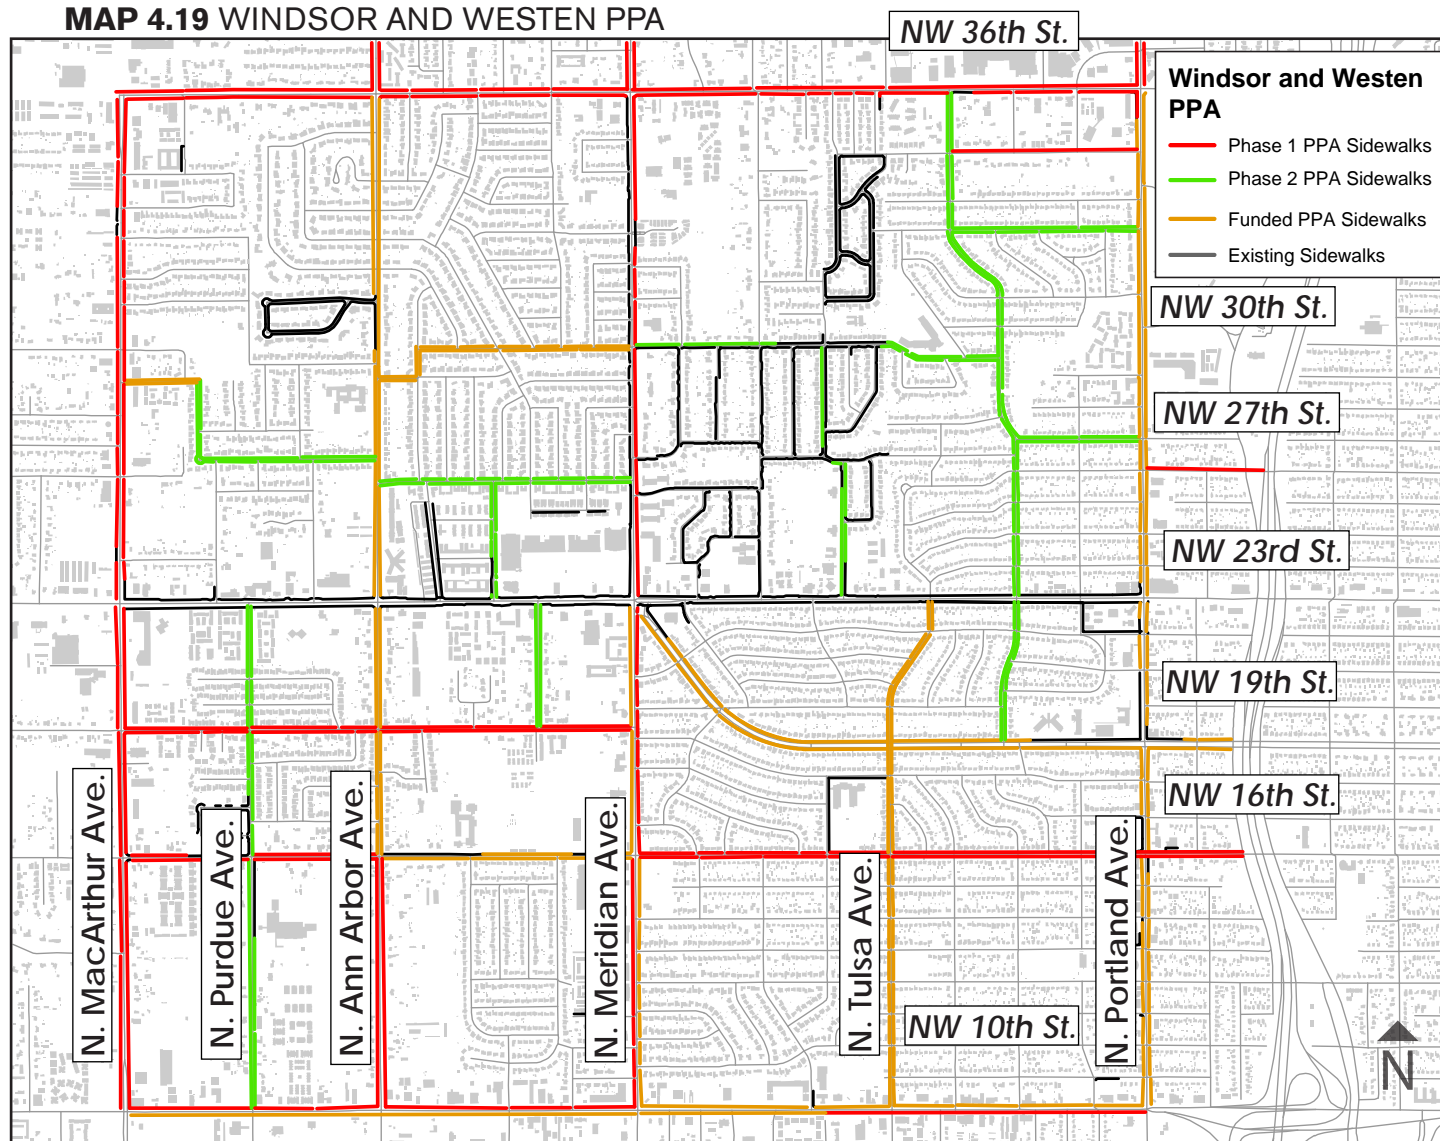 MAP 4.19 WINDSOR AND WESTEN PPA
NW 36th St.
Windsor and Westen
PPA
Phase 1 PPA Sidewalks
Phase 2 PPA Sidewalks
Funded PPA Sidewalks
Existing Sidewalks
NW 30th St.
NW 27th St.
NW 23rd St.
NW 19th St.
NW 16th St.
N. MacArthur Ave.
N. Purdue Ave.
N. Ann Arbor Ave.
N. Meridian Ave.
N. Tulsa Ave.
N. Portland Ave.
NW 10th St.
N